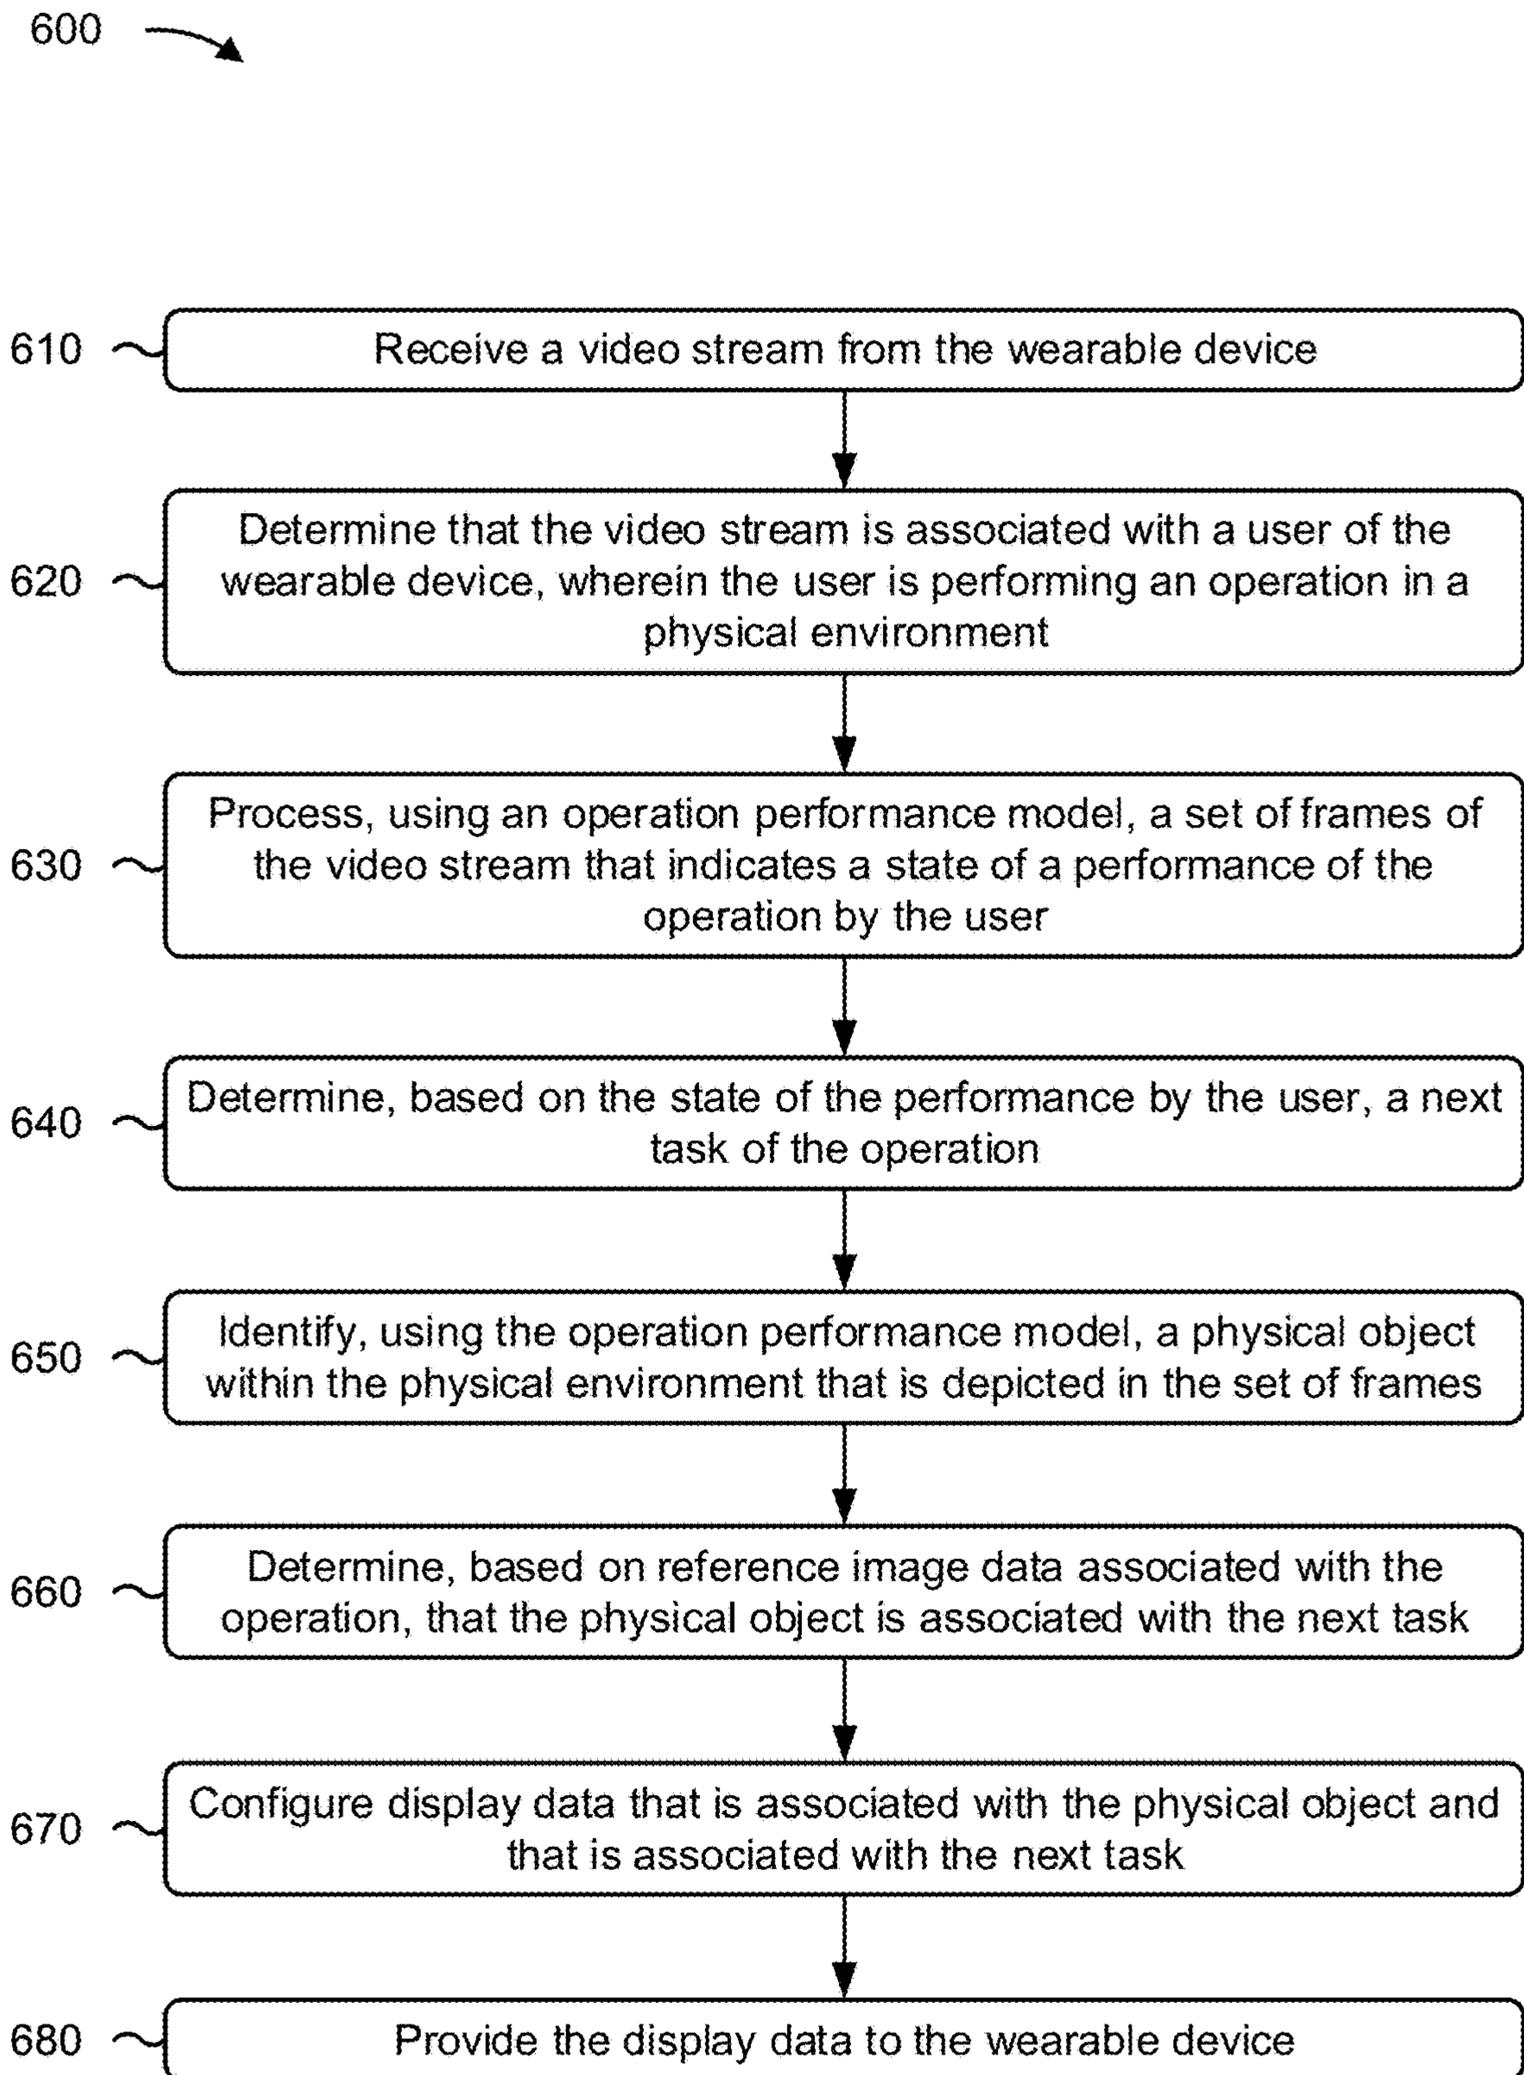 600
610
Receive a video stream from the wearable device
620
Determine that the video stream is associated with a user of the
wearable device, wherein the user is performing an operation in a
physical environment
630
Process, using an operation performance model, a set of frames of
the video stream that indicates a state of a performance of the
operation by the user
640
Determine, based on the state of the performance by the user, a next
task of the operation
650
Identify, using the operation performance model, a physical object
within the physical environment that is depicted in the set of frames
660
Determine, based on reference image data associated with the
operation, that the physical object is associated with the next task
670
Configure display data that is associated with the physical object and
that is associated with the next task
680
Provide the display data to the wearable device